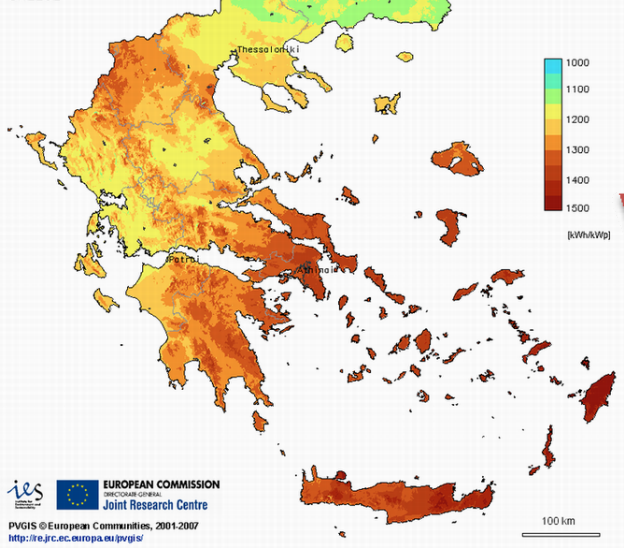 Thessaloniki
1000
1100
1200
1300
1400
1500
[kWh/kWp]
Patrai
Athinai
ies
EUROPEAN COMMISSION
DIRECTORATE-GENERAL
Joint Research Centre
100 km
PVGIS © European Communities, 2001-2007
http://re.jrc.ec.europa.eu/pvgis/